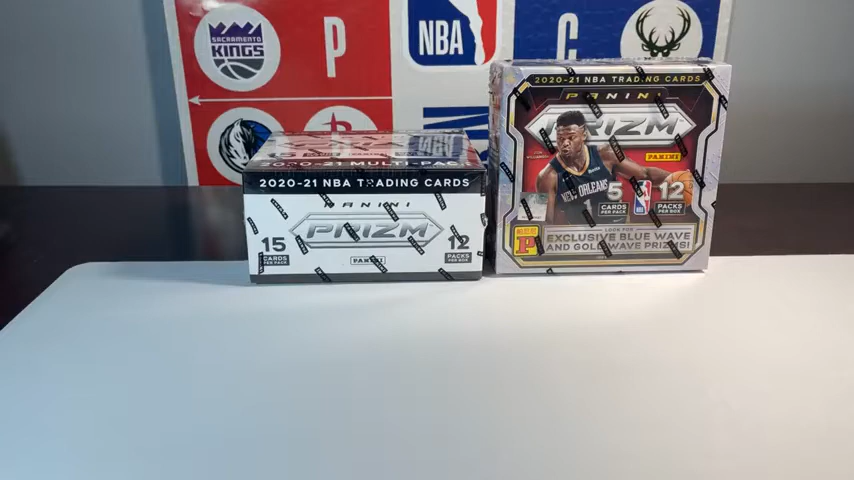 SACRAMENTO
KINGS
P
NBA
C
2020-21 MULTI-PACK
2020-21 NBA TRADING CARDS
PANINI
PRIZM
15
CARDS
PER PACK
PANINI
12
PACKS
PER BOX
2020-21 NBA TRADING CARDS
PANINI
PRIZM
PANINI
NEW ORLEANS
5
CARDS
PER PACK
12
PACKS
PER BOX
LOOK FOR
EXCLUSIVE BLUE WAVE
AND GOLD WAVE PRIZMS!